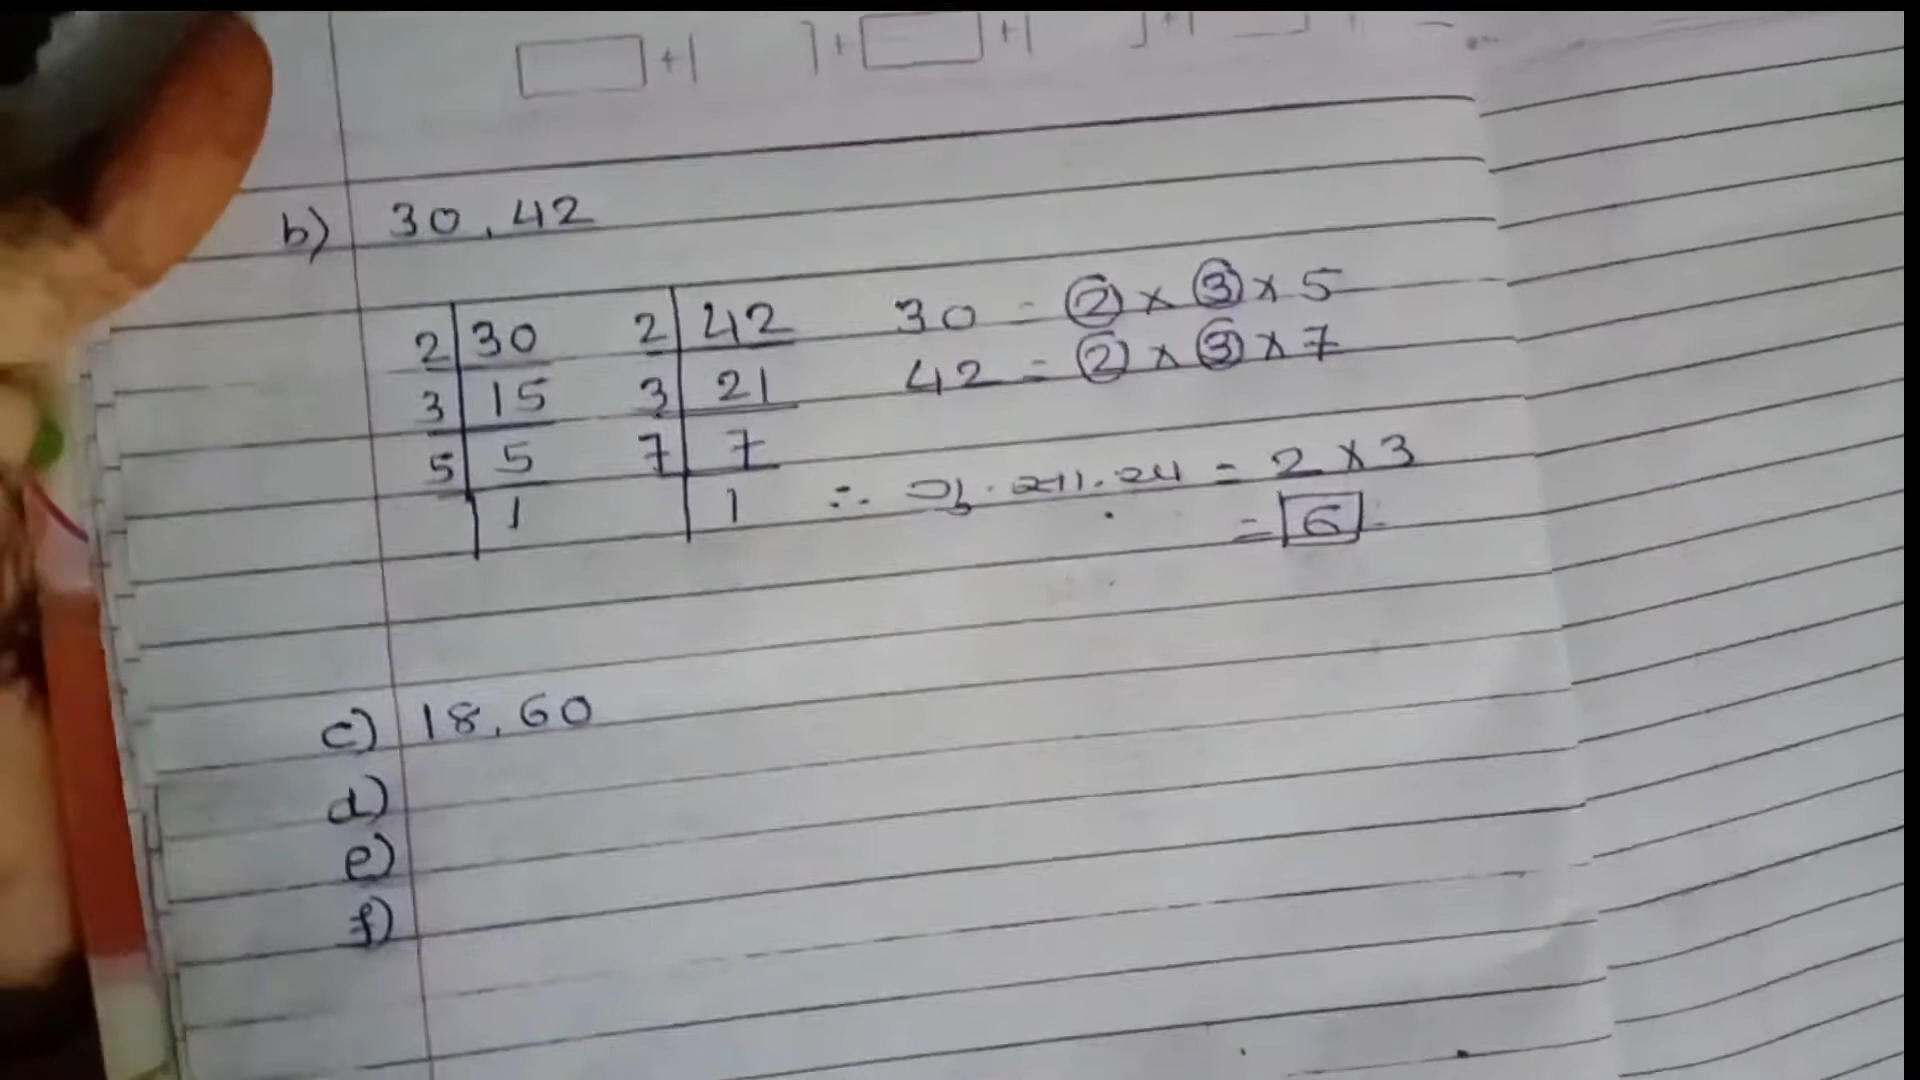 b) 30, 42
2 30 2 42 30 = 2 × 3 × 5
3 15 3 21 42 = 2 × 3 × 7
5 5 7 7
1 1 ∴ ગુ. સા. અ. = 2 × 3
= 6
c) 18, 60
d)
e)
f)